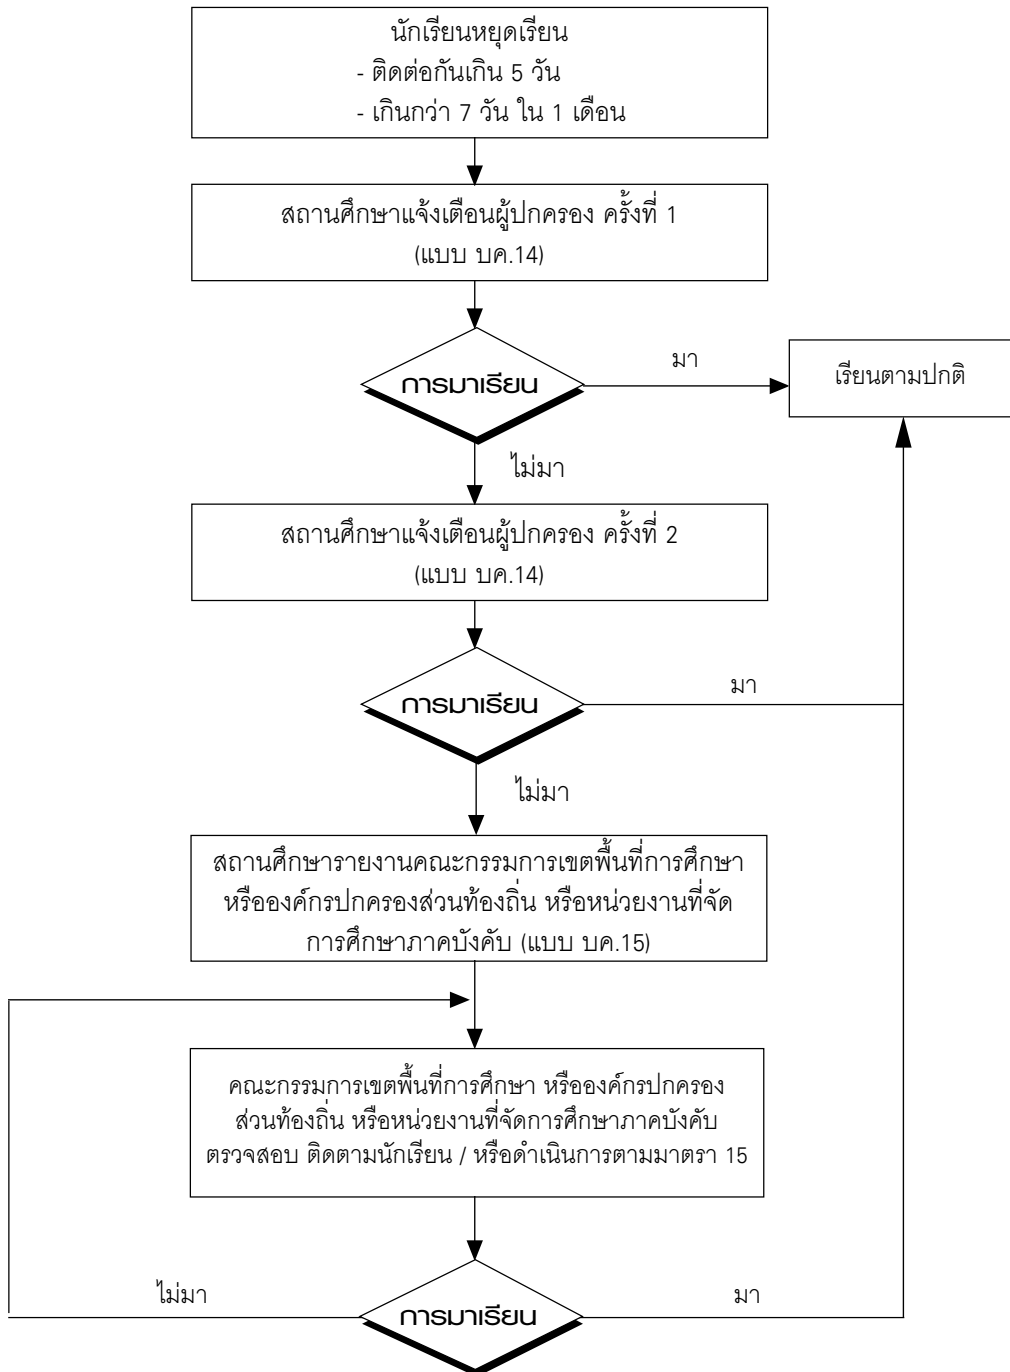 นักเรียนหยุดเรียน
- ติดต่อกันเกิน 5 วัน
- เกินกว่า 7 วัน ใน 1 เดือน
สถานศึกษาแจ้งเตือนผู้ปกครอง ครั้งที่ 1
(แบบ บค.14)
การมาเรียน
มา
เรียนตามปกติ
ไม่มา
สถานศึกษาแจ้งเตือนผู้ปกครอง ครั้งที่ 2
(แบบ บค.14)
การมาเรียน
มา
ไม่มา
สถานศึกษารายงานคณะกรรมการเขตพื้นที่การศึกษา
หรือองค์กรปกครองส่วนท้องถิ่น หรือหน่วยงานที่จัด
การศึกษาภาคบังคับ (แบบ บค.15)
คณะกรรมการเขตพื้นที่การศึกษา หรือองค์กรปกครอง
ส่วนท้องถิ่น หรือหน่วยงานที่จัดการศึกษาภาคบังคับ
ตรวจสอบ ติดตามนักเรียน / หรือดำเนินการตามมาตรา 15
ไม่มา
การมาเรียน
มา